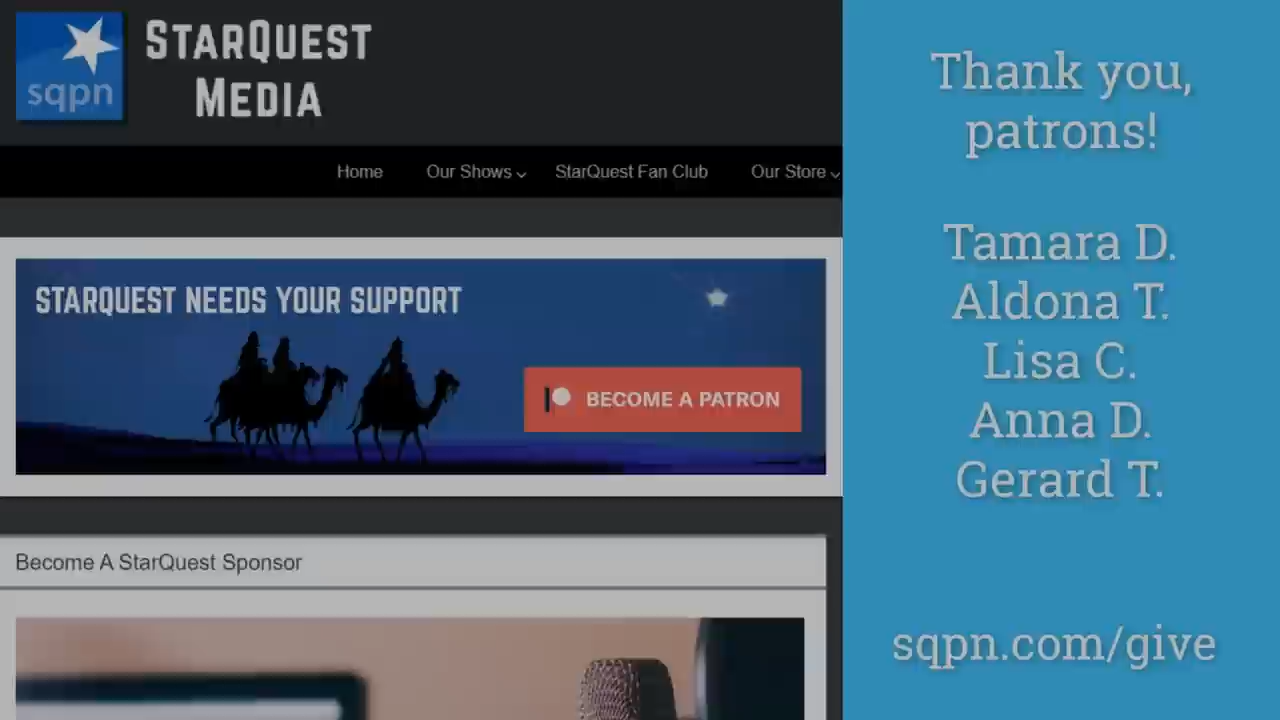 sqpn
STARQUEST
MEDIA
Home Our Shows StarQuest Fan Club Our Store
STARQUEST NEEDS YOUR SUPPORT
BECOME A PATRON
Become A StarQuest Sponsor
Thank you,
patrons!
Tamara D.
Aldona T.
Lisa C.
Anna D.
Gerard T.
sqpn.com/give